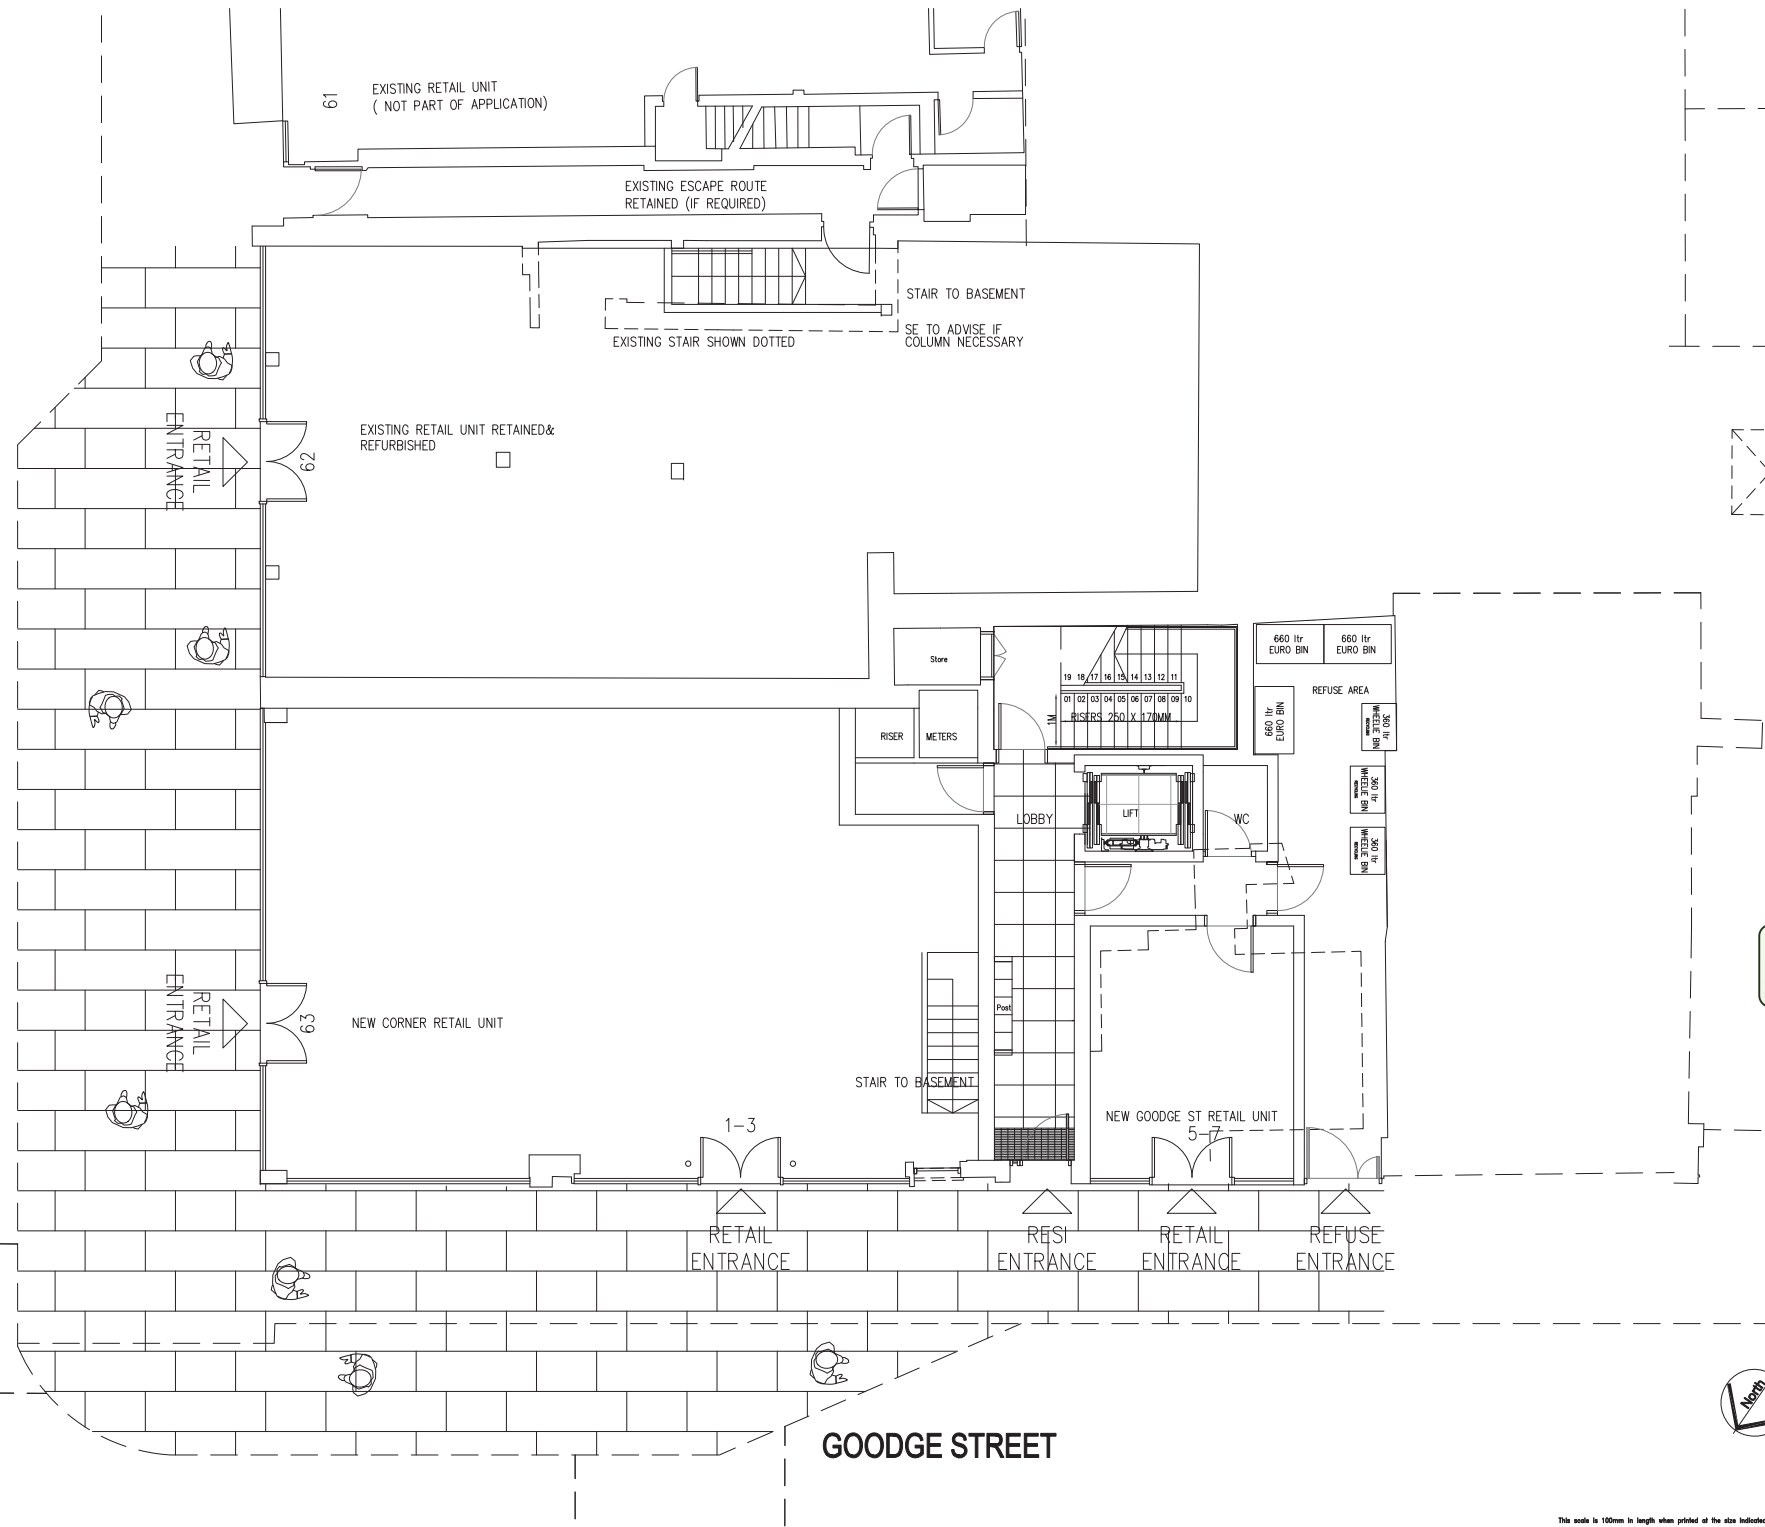 61
EXISTING RETAIL UNIT
( NOT PART OF APPLICATION)
EXISTING ESCAPE ROUTE
RETAINED (IF REQUIRED)
STAIR TO BASEMENT
SE TO ADVISE IF
COLUMN NECESSARY
EXISTING STAIR SHOWN DOTTED
RETAIL
ENTRANCE
62
EXISTING RETAIL UNIT RETAINED&
REFURBISHED
Store
19 18 17 16 15 14 13 12 11
01 02 03 04 05 06 07 08 09 10
RISERS 250 X 170MM
1M
660 ltr
EURO BIN
660 ltr
EURO BIN
REFUSE AREA
660 ltr
EURO BIN
360 ltr
WHEELIE BIN
RECYCLING
360 ltr
WHEELIE BIN
RECYCLING
360 ltr
WHEELIE BIN
RECYCLING
RISER
METERS
LOBBY
LIFT
WC
RETAIL
ENTRANCE
63
NEW CORNER RETAIL UNIT
Post
STAIR TO BASEMENT
NEW GOODGE ST RETAIL UNIT
1-3
5-7
RETAIL
ENTRANCE
RESI
ENTRANCE
RETAIL
ENTRANCE
REFUSE
ENTRANCE
North
GOODGE STREET
This scale is 100mm in length when printed at the size indicated